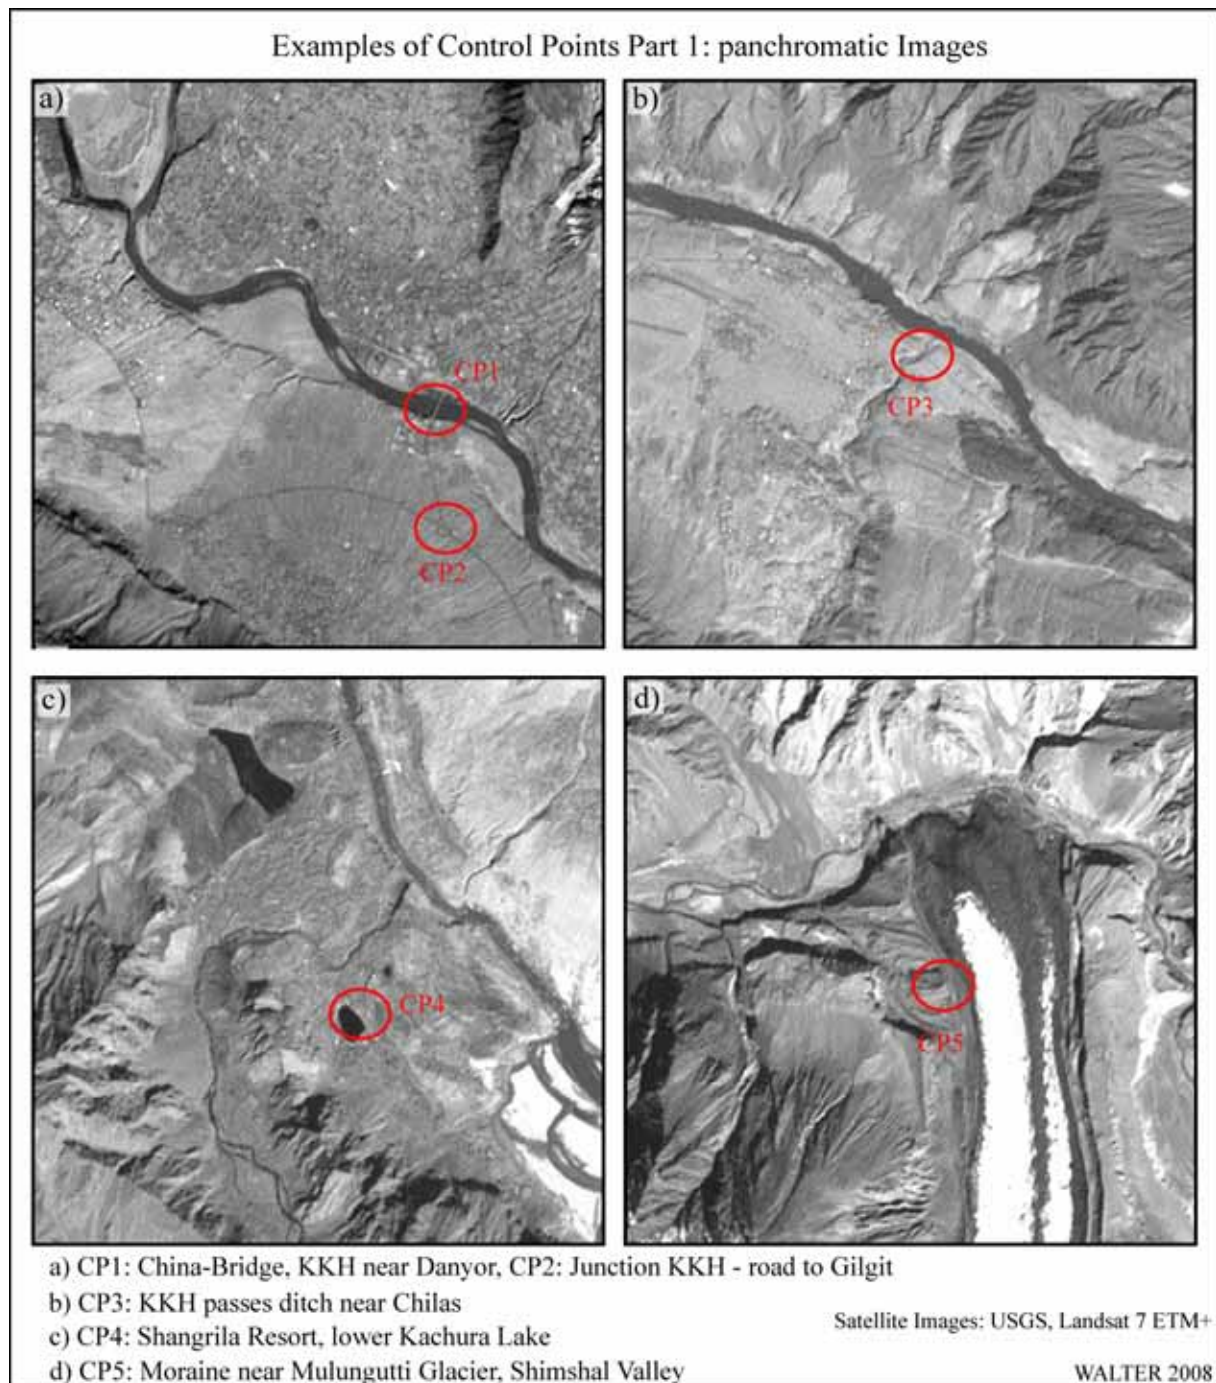 Examples of Control Points Part 1: panchromatic Images
a)
CP1
CP2
b)
CP3
c)
CP4
d)
CP5
a) CP1: China-Bridge, KKH near Danyor, CP2: Junction KKH - road to Gilgit
b) CP3: KKH passes ditch near Chilas
c) CP4: Shangrila Resort, lower Kachura Lake
d) CP5: Moraine near Mulungutti Glacier, Shimshal Valley
Satellite Images: USGS, Landsat 7 ETM+
WALTER 2008